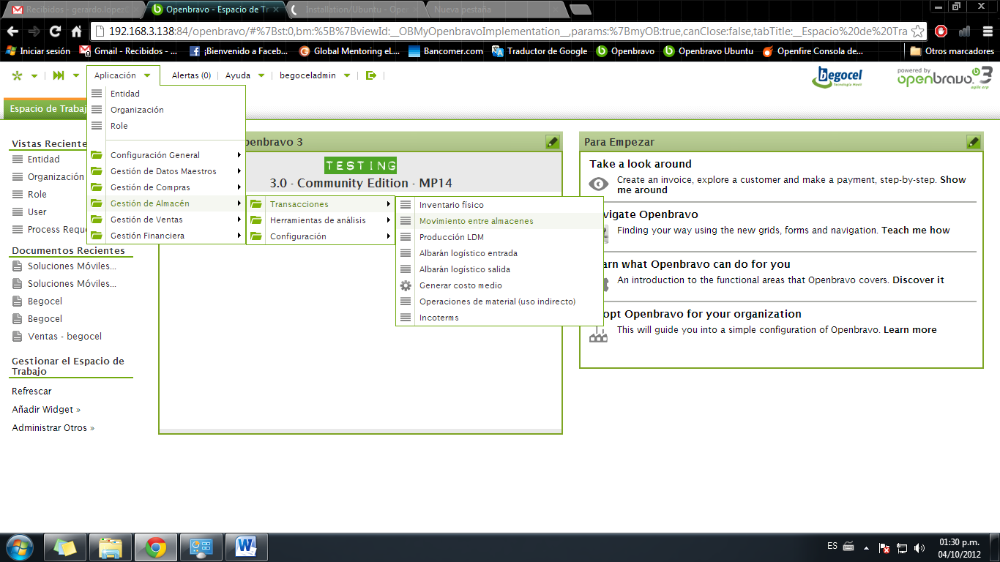 Recibidos - gerardo.lopez
Openbravo - Espacio de Tr
Installation/Ubuntu - Ope
Nueva pestaña
192.168.3.138:84/openbravo/#%7Bst:0,bm:%5B%7BviewId:__OBMyOpenbravoImplementation__,params:%7BmyOB:true,canClose:false,tabTitle:__Espacio%20de%20Tra
Iniciar sesión
Gmail - Recibidos - ...
¡Bienvenido a Faceb...
Global Mentoring eL...
Bancomer.com
Traductor de Google
Openbravo
Openbravo Ubuntu
Openfire Consola de...
Otros marcadores
Aplicación
Alertas (0)
Ayuda
begoceladmin
begocel
Tecnología Movil
powered by
openbravo 3
agile erp
Espacio de Trabaj
Entidad
Organización
Role
Configuración General
Gestión de Datos Maestros
Gestión de Compras
Gestión de Almacén
Gestión de Ventas
Gestión Financiera
Transacciones
Herramientas de análisis
Configuración
Inventario físico
Movimiento entre almacenes
Producción LDM
Albarán logístico entrada
Albarán logístico salida
Generar costo medio
Operaciones de material (uso indirecto)
Incoterms
Vistas Reciente
Entidad
Organización
Role
User
Process Requ
Documentos Recientes
Soluciones Móviles...
Soluciones Móviles...
Begocel
Begocel
Ventas - begocel
Gestionar el Espacio de
Trabajo
Refrescar
Añadir Widget »
Administrar Otros »
penbravo 3
TESTING
3.0 - Community Edition - MP14
Para Empezar
Take a look around
Create an invoice, explore a customer and make a payment, step-by-step. Show
me around
vigate Openbravo
Finding your way using the new grids, forms and navigation. Teach me how
arn what Openbravo can do for you
An introduction to the functional areas that Openbravo covers. Discover it
opt Openbravo for your organization
This will guide you into a simple configuration of Openbravo. Learn more
ES
01:30 p.m.
04/10/2012